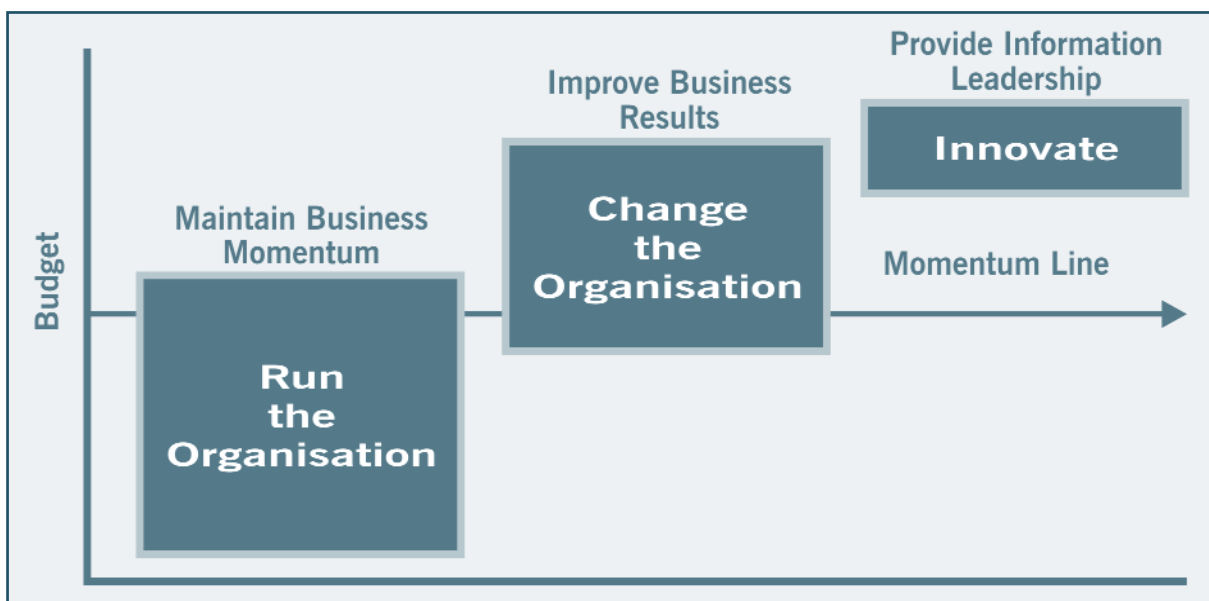 Provide Information
Leadership
Innovate
Improve Business
Results
Change
the
Organisation
Maintain Business
Momentum
Run
the
Organisation
Momentum Line
Budget